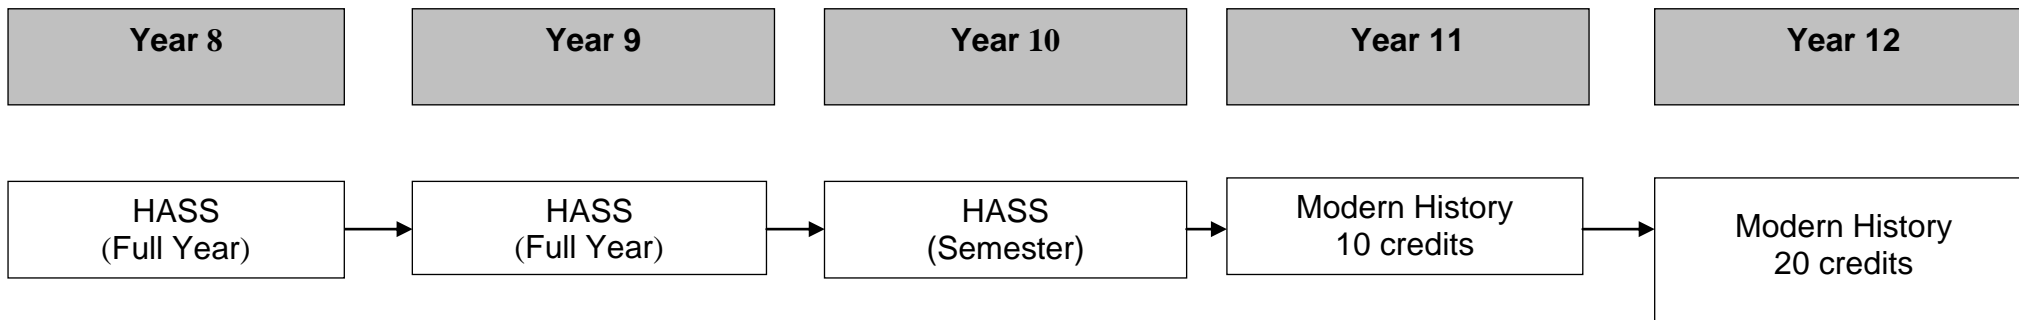 Year 8
Year 9
Year 10
Year 11
Year 12
HASS
(Full Year)
HASS
(Full Year)
HASS
(Semester)
Modern History
10 credits
Modern History
20 credits